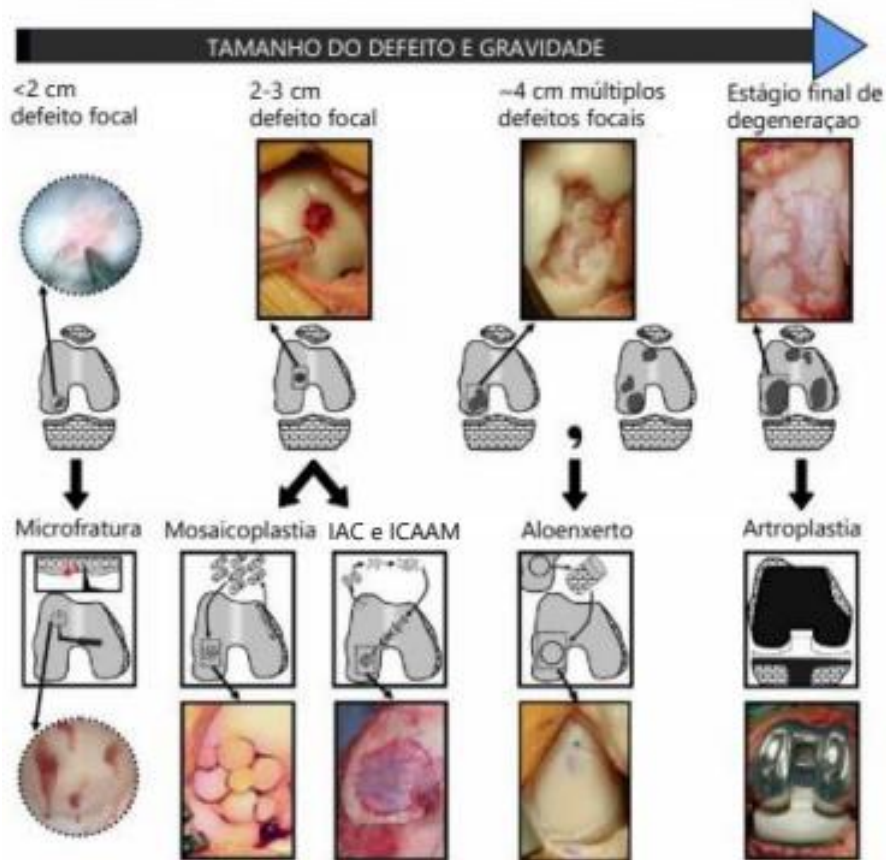 TAMANHO DO DEFEITO E GRAVIDADE
<2 cm
defeito focal
2-3 cm
defeito focal
~4 cm múltiplos
defeitos focais
Estágio final de
degeneraçao
,
Microfratura
Mosaicoplastia
IAC e ICAAM
Aloenxerto
Artroplastia